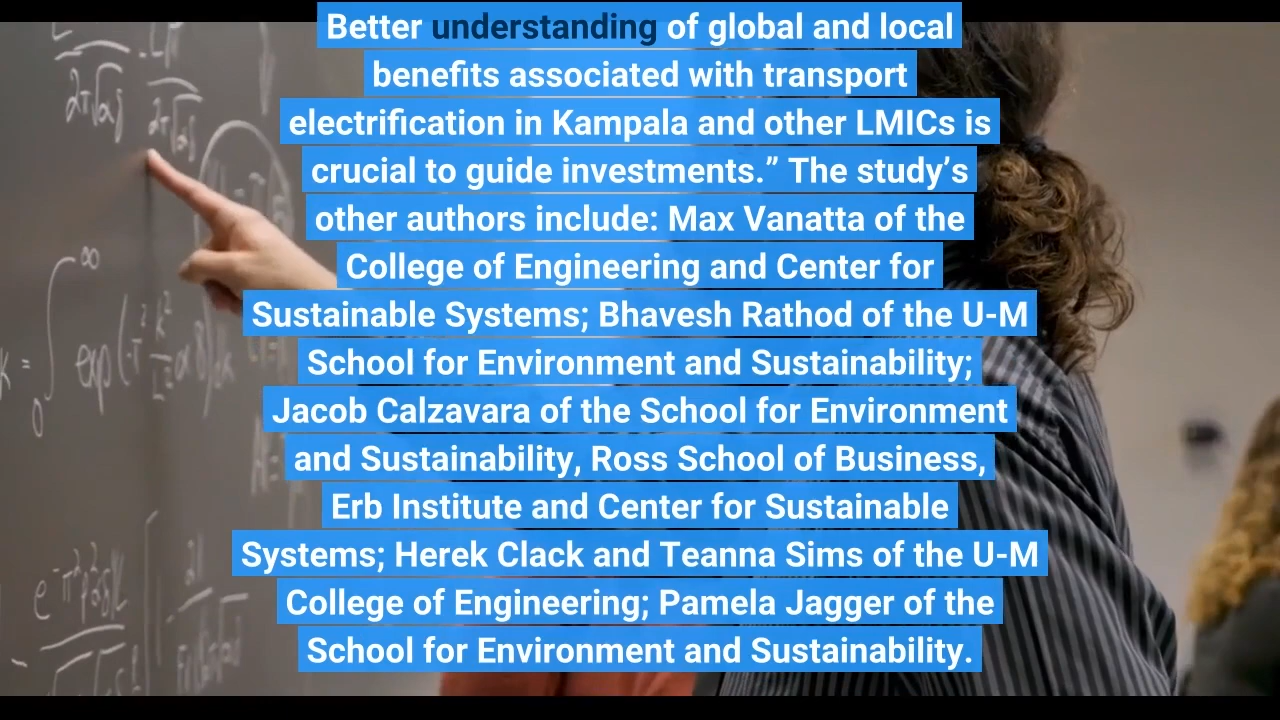 Better understanding of global and local
benefits associated with transport
electrification in Kampala and other LMICs is
crucial to guide investments.” The study’s
other authors include: Max Vanatta of the
College of Engineering and Center for
Sustainable Systems; Bhavesh Rathod of the U-M
School for Environment and Sustainability;
Jacob Calzavara of the School for Environment
and Sustainability, Ross School of Business,
Erb Institute and Center for Sustainable
Systems; Herek Clack and Teanna Sims of the U-M
College of Engineering; Pamela Jagger of the
School for Environment and Sustainability.